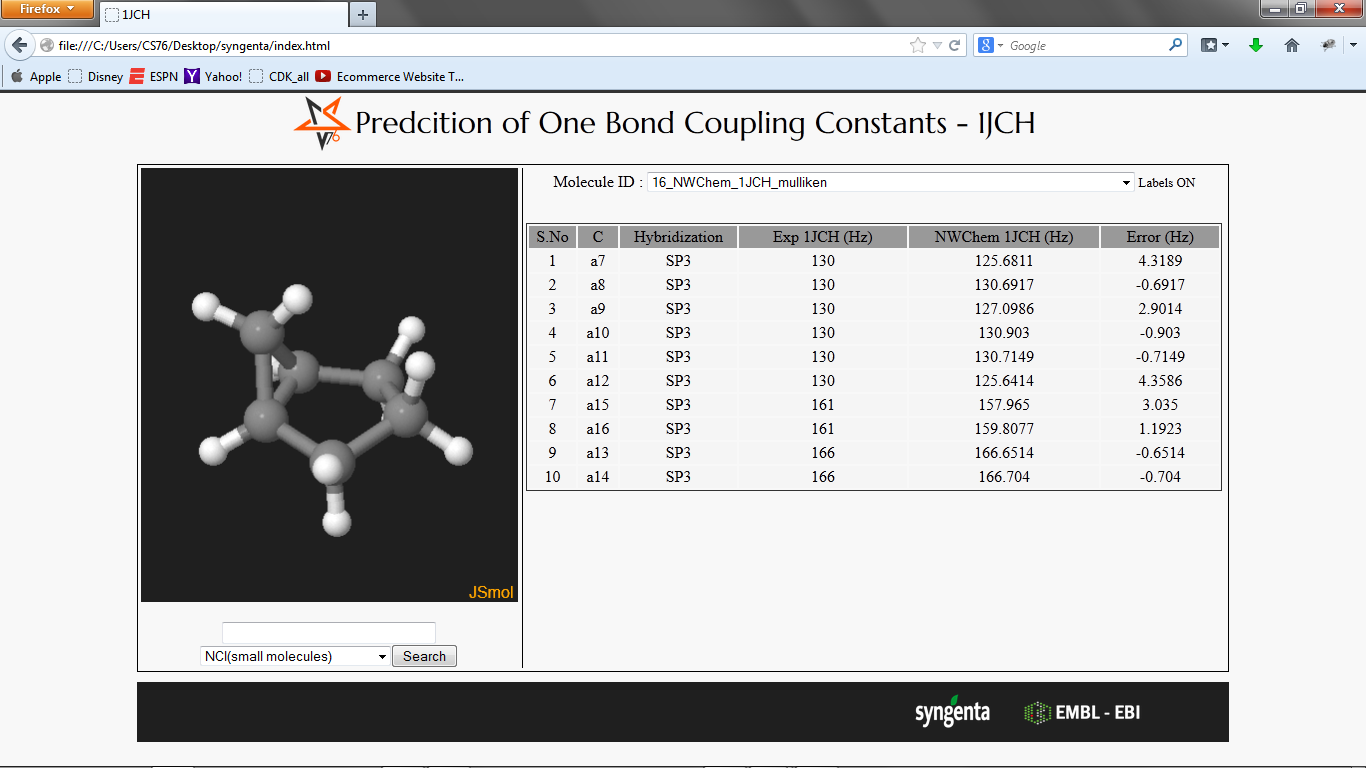 Firefox
1JCH
file:///C:/Users/CS76/Desktop/syngenta/index.html
Google
Apple Disney ESPN Yahoo! CDK_all Ecommerce Website T...
76 Predcition of One Bond Coupling Constants - 1JCH
Molecule ID : 16_NWChem_1JCH_mulliken Labels ON
S.No C Hybridization Exp 1JCH (Hz) NWChem 1JCH (Hz) Error (Hz)
1 a7 SP3 130 125.6811 4.3189
2 a8 SP3 130 130.6917 -0.6917
3 a9 SP3 130 127.0986 2.9014
4 a10 SP3 130 130.903 -0.903
5 a11 SP3 130 130.7149 -0.7149
6 a12 SP3 130 125.6414 4.3586
7 a15 SP3 161 157.965 3.035
8 a16 SP3 161 159.8077 1.1923
9 a13 SP3 166 166.6514 -0.6514
10 a14 SP3 166 166.704 -0.704
JSmol
NCI(small molecules) Search
syngenta EMBL - EBI